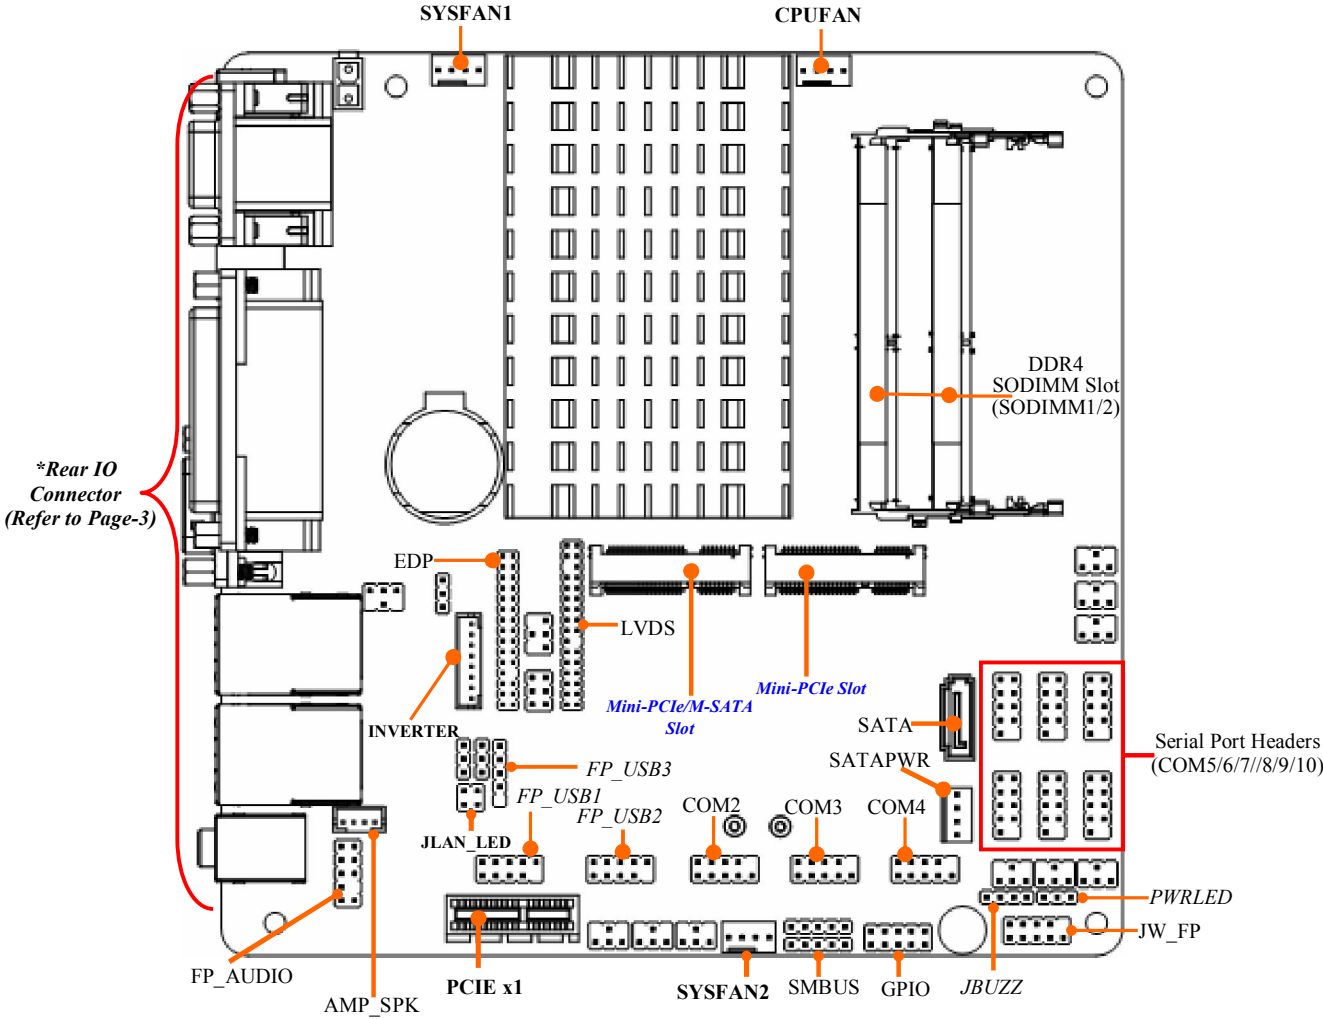 SYSFAN1
CPUFAN
DDR4
SODIMM Slot
(SODIMM1/2)
*Rear IO
Connector
(Refer to Page-3)
EDP
LVDS
Mini-PCIe Slot
Mini-PCIe/M-SATA
Slot
INVERTER
SATA
SATAPWR
Serial Port Headers
(COM5/6/7//8/9/10)
FP_USB3
FP_USB1
FP_USB2
COM2
COM3
COM4
JLAN_LED
PWRLED
JW_FP
FP_AUDIO
AMP_SPK
PCIE x1
SYSFAN2
SMBUS
GPIO
JBUZZ